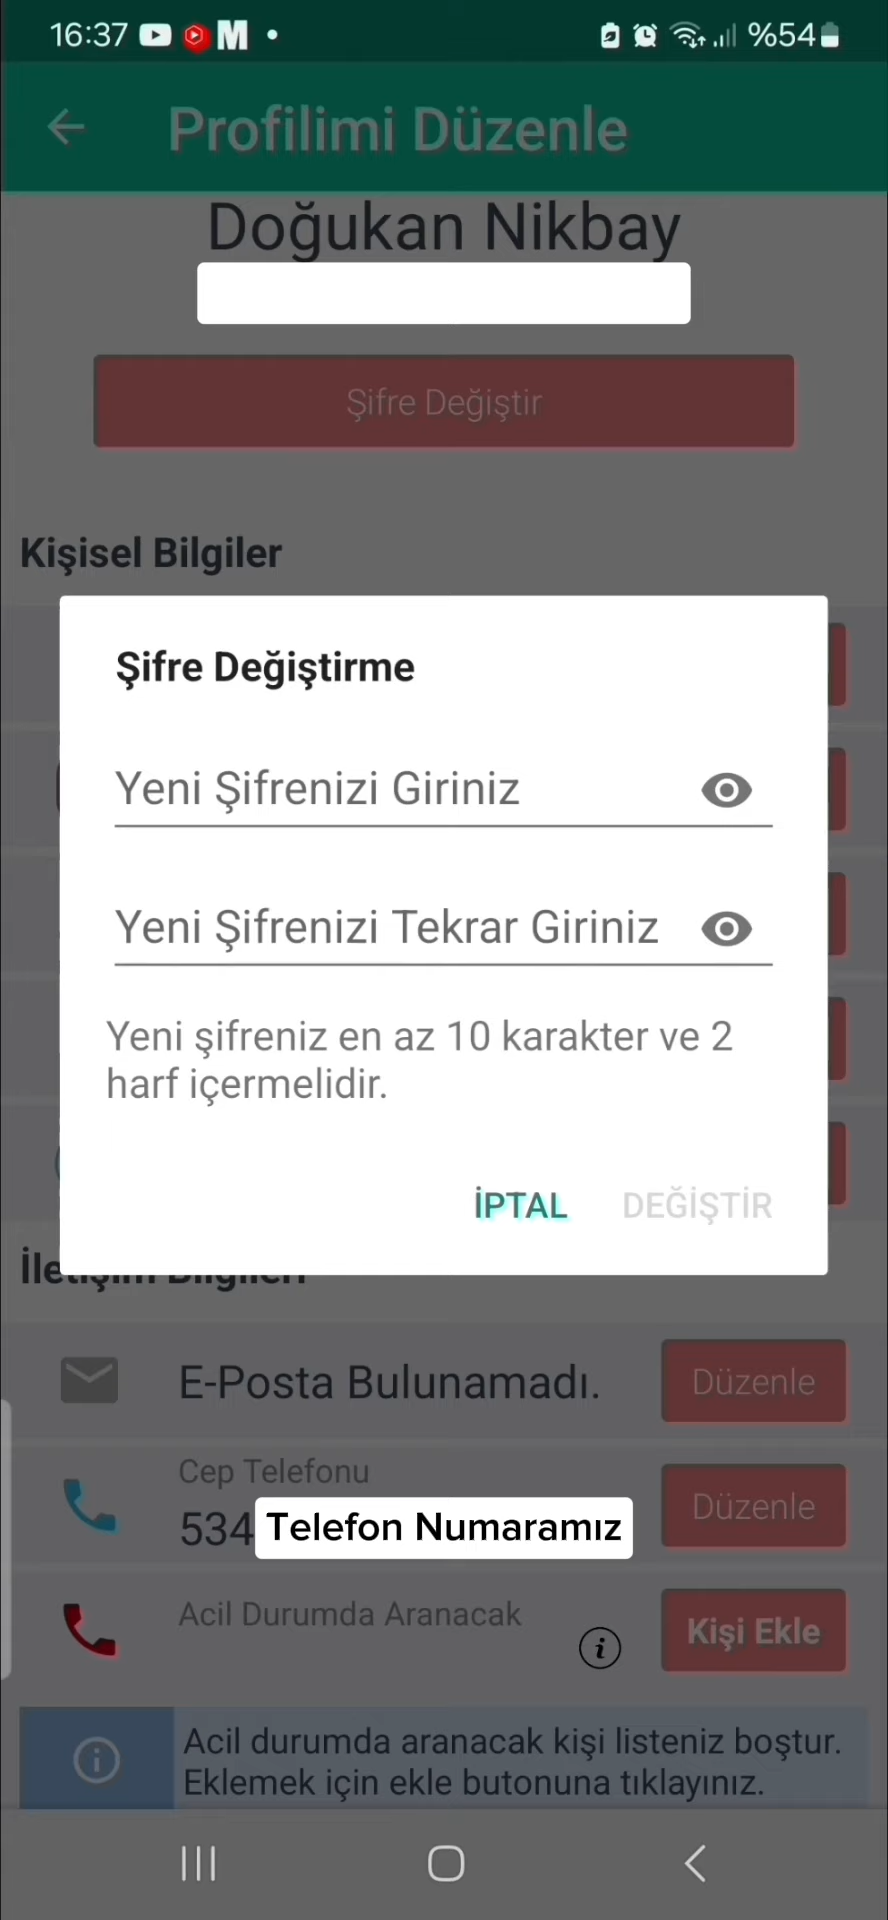 16:37 M %54
Profilimi Düzenle
Doğukan Nikbay
Şifre Değiştir
Kişisel Bilgiler
Şifre Değiştirme
Yeni Şifrenizi Giriniz
Yeni Şifrenizi Tekrar Giriniz
Yeni şifreniz en az 10 karakter ve 2
harf içermelidir.
İPTAL DEĞİŞTİR
İletişim Bilgileri
E-Posta Bulunamadı. Düzenle
Cep Telefonu
534 Telefon Numaramız Düzenle
Acil Durumda Aranacak
Kişi Ekle
Acil durumda aranacak kişi listeniz boştur.
Eklemek için ekle butonuna tıklayınız.